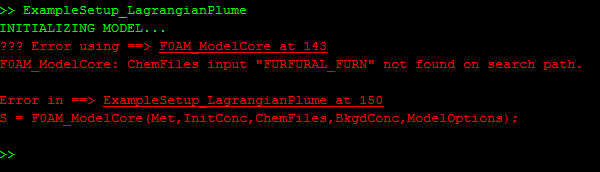 >> ExampleSetup_LagrangianPlume
INITIALIZING MODEL...
??? Error using ==> F0AM_ModelCore at 143
F0AM_ModelCore: ChemFiles input "FURFURAL_FURN" not found on search path.
Error in ==> ExampleSetup_LagrangianPlume at 150
S = F0AM_ModelCore(Met,InitConc,ChemFiles,BkgdConc,ModelOptions);
>>